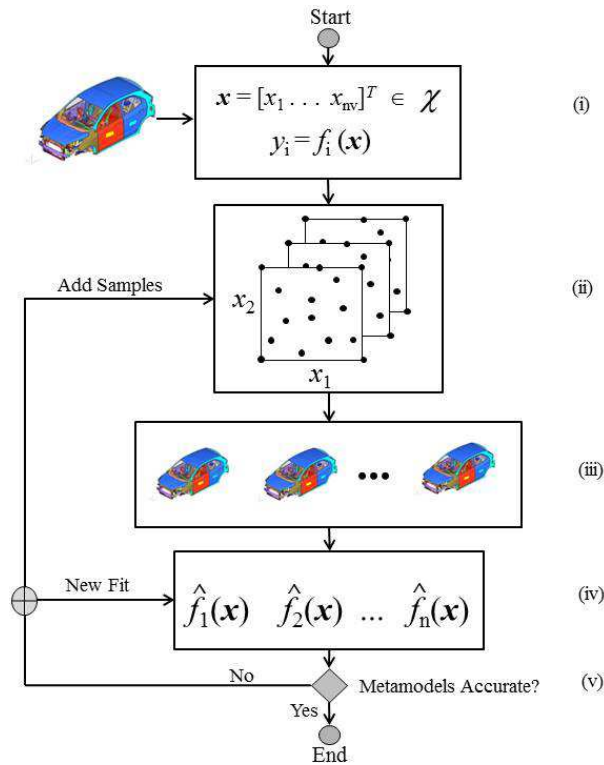 Start
x = [x₁ . . . xₙᵥ]ᵀ ∈ χ
(i)
yᵢ = fᵢ (x)
Add Samples
(ii)
x₂
x₁
(iii)
New Fit
f̂₁(x) f̂₂(x) ... f̂ₙ(x)
(iv)
No
Metamodels Accurate?
(v)
Yes
End